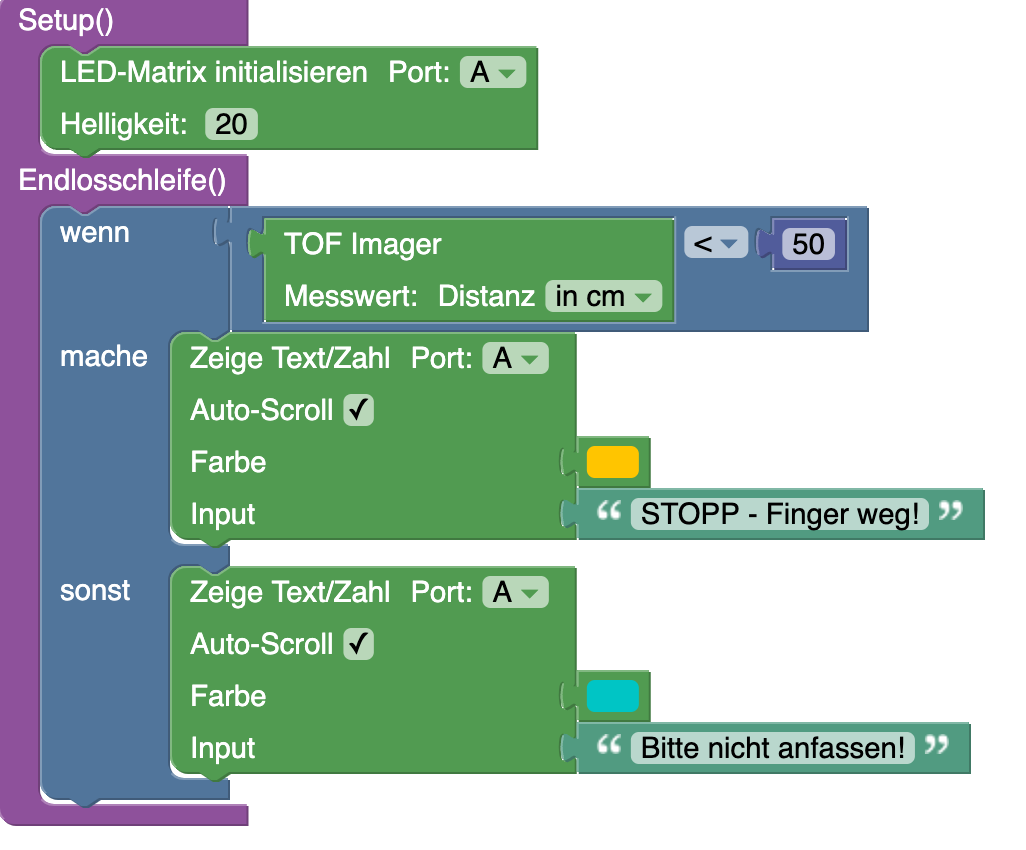 Setup()
LED-Matrix initialisieren Port: A
Helligkeit: 20
Endlosschleife()
wenn TOF Imager < 50
Messwert: Distanz in cm
mache Zeige Text/Zahl Port: A
Auto-Scroll ✓
Farbe
Input “ STOPP - Finger weg! ”
sonst Zeige Text/Zahl Port: A
Auto-Scroll ✓
Farbe
Input “ Bitte nicht anfassen! ”